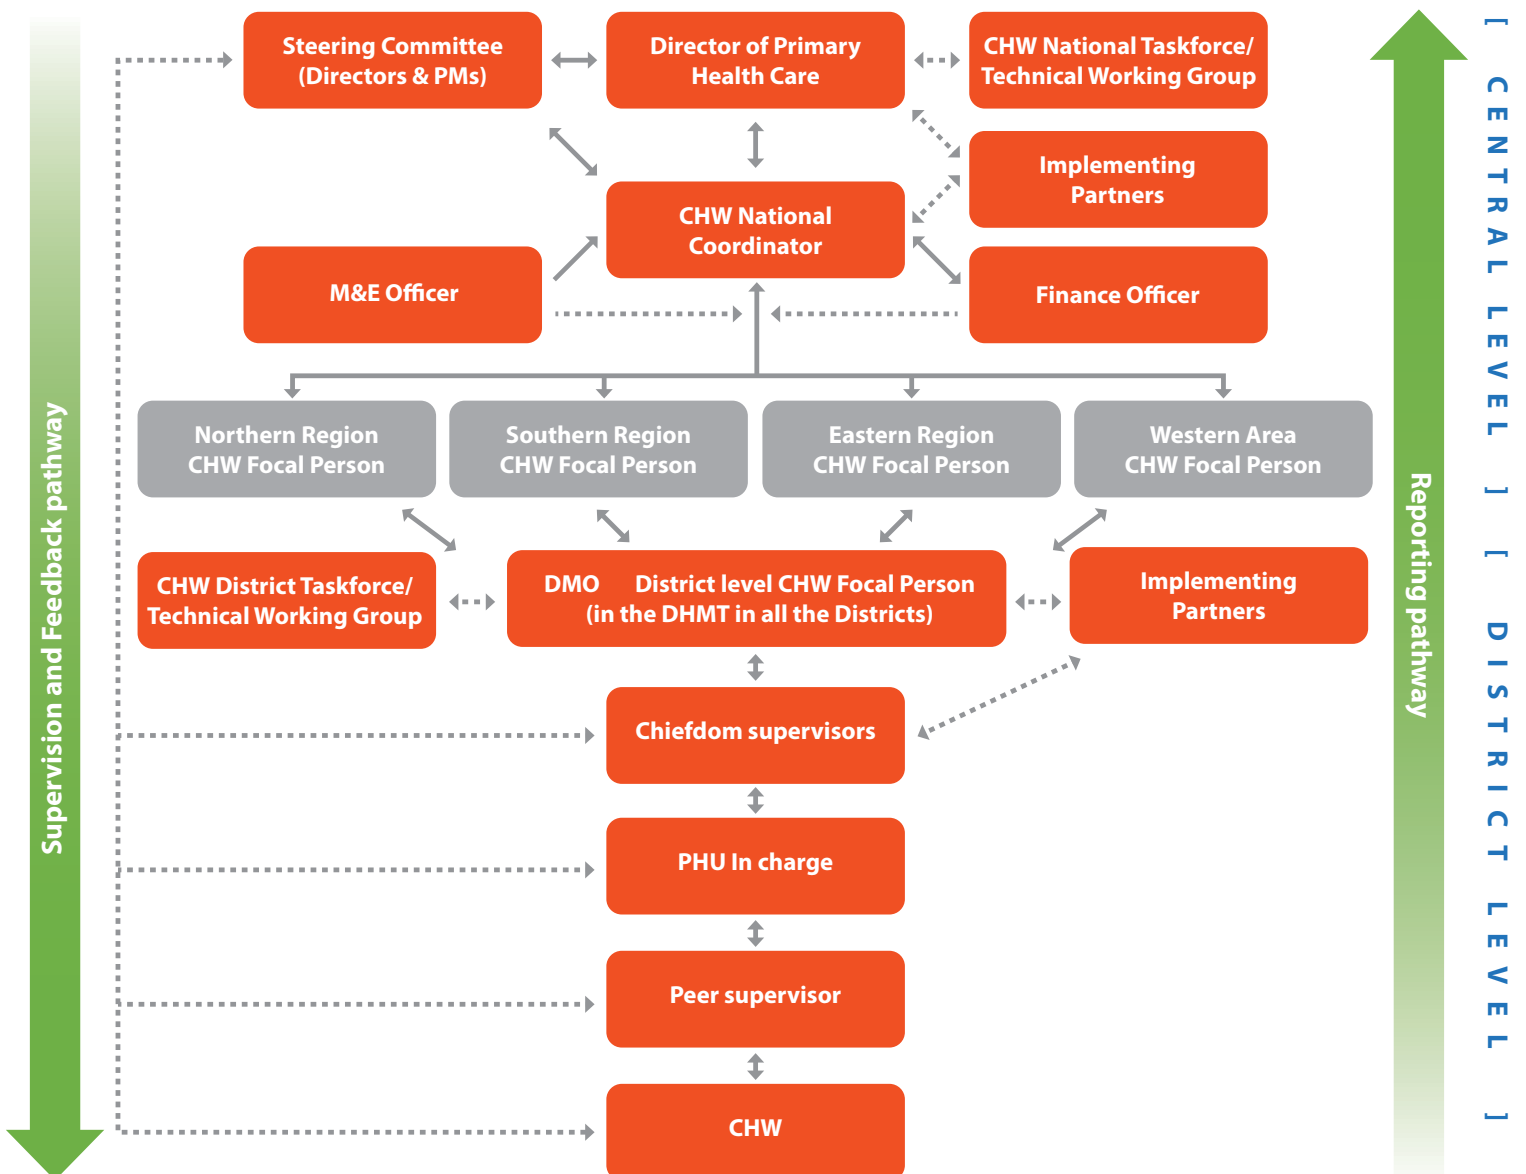 Steering Committee
(Directors & PMs)
Director of Primary
Health Care
CHW National Taskforce/
Technical Working Group
Implementing
Partners
CHW National
Coordinator
M&E Officer
Finance Officer
Northern Region
CHW Focal Person
Southern Region
CHW Focal Person
Eastern Region
CHW Focal Person
Western Area
CHW Focal Person
CHW District Taskforce/
Technical Working Group
DMO District level CHW Focal Person
(in the DHMT in all the Districts)
Implementing
Partners
Chiefdom supervisors
PHU In charge
Peer supervisor
CHW
Supervision and Feedback pathway
Reporting pathway
[ CENTRAL LEVEL ]
[ DISTRICT LEVEL ]